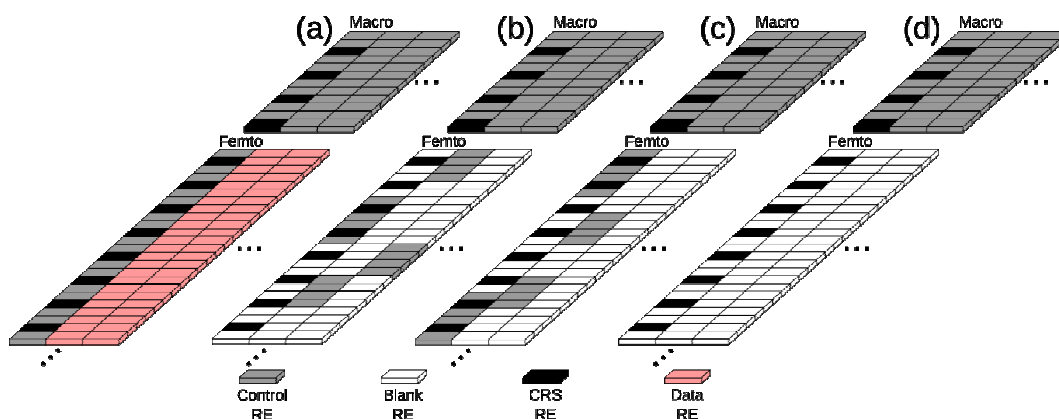 (a) Macro (b) Macro (c) Macro (d) Macro
Femto Femto Femto Femto
Control Blank CRS Data
RE RE RE RE